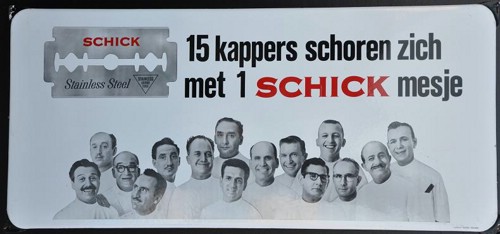 SCHICK
Stainless Steel
15 kappers schoren zich
met 1 SCHICK mesje